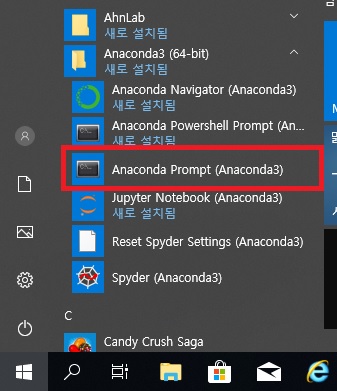 AhnLab
새로 설치됨
Anaconda3 (64-bit)
새로 설치됨
Anaconda Navigator (Anaconda3)
새로 설치됨
Anaconda Powershell Prompt (An...
새로 설치됨
Anaconda Prompt (Anaconda3)
Jupyter Notebook (Anaconda3)
새로 설치됨
Reset Spyder Settings (Anaconda3)
Spyder (Anaconda3)
C
Candy Crush Saga